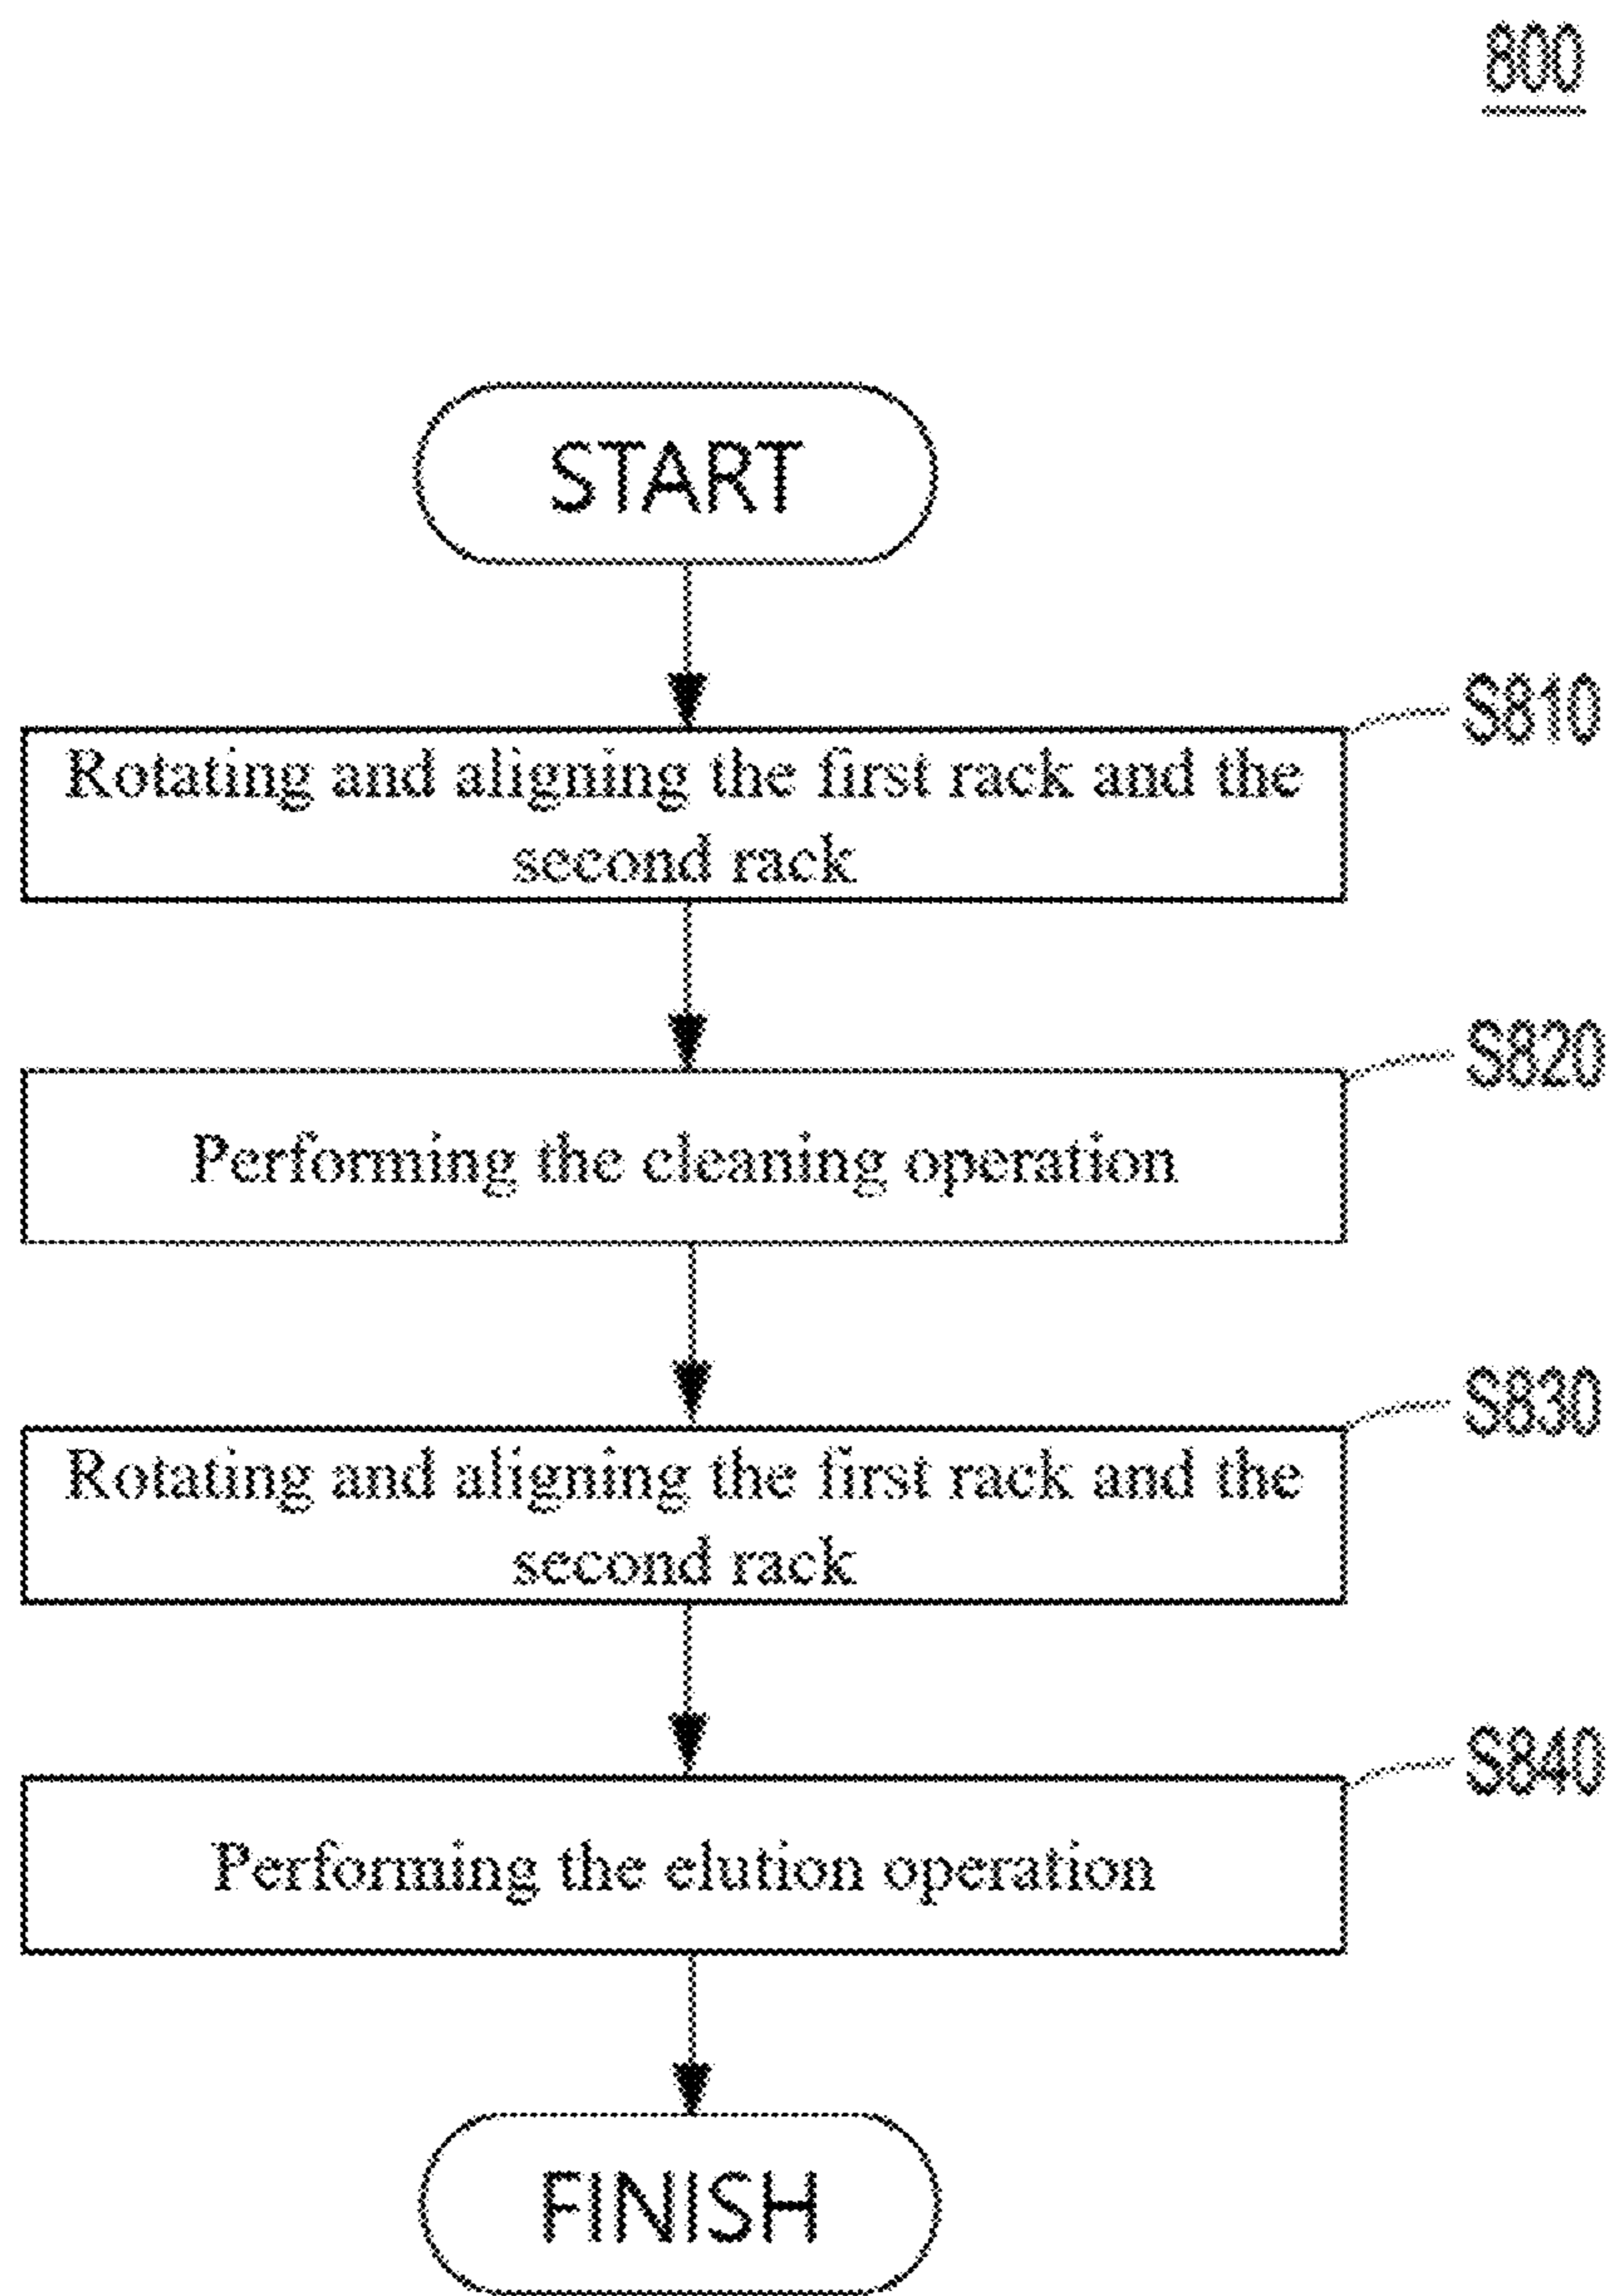 800
START
S810
Rotating and aligning the first rack and the
second rack
S820
Performing the cleaning operation
S830
Rotating and aligning the first rack and the
second rack
S840
Performing the elution operation
FINISH